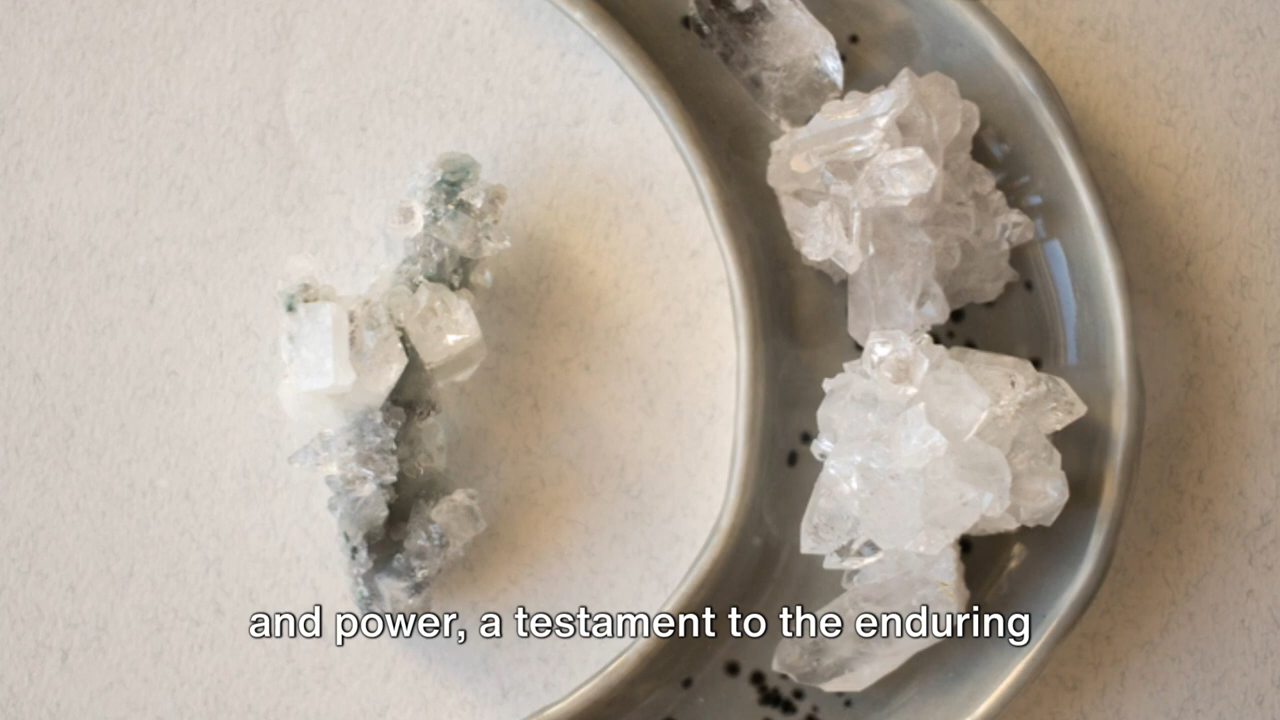 and power, a testament to the enduring